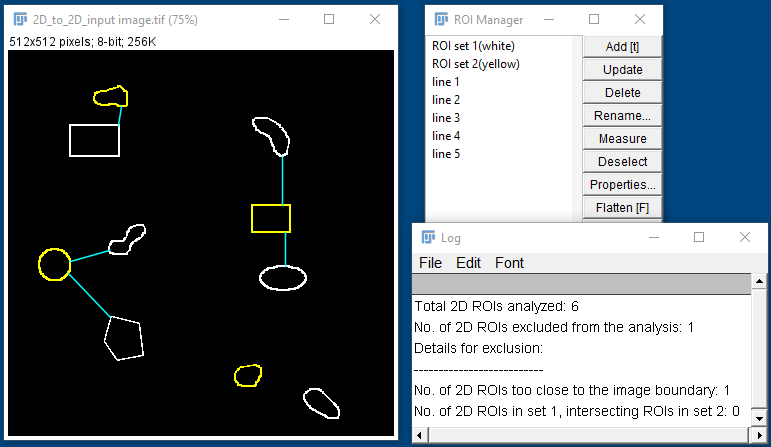 2D_to_2D_input image.tif (75%)
512x512 pixels; 8-bit; 256K
ROI Manager
ROI set 1(white)
ROI set 2(yellow)
line 1
line 2
line 3
line 4
line 5
Add [t]
Update
Delete
Rename...
Measure
Deselect
Properties...
Flatten [F]
Log
File Edit Font
Total 2D ROIs analyzed: 6
No. of 2D ROIs excluded from the analysis: 1
Details for exclusion:
--------------------------
No. of 2D ROIs too close to the image boundary: 1
No. of 2D ROIs in set 1, intersecting ROIs in set 2: 0